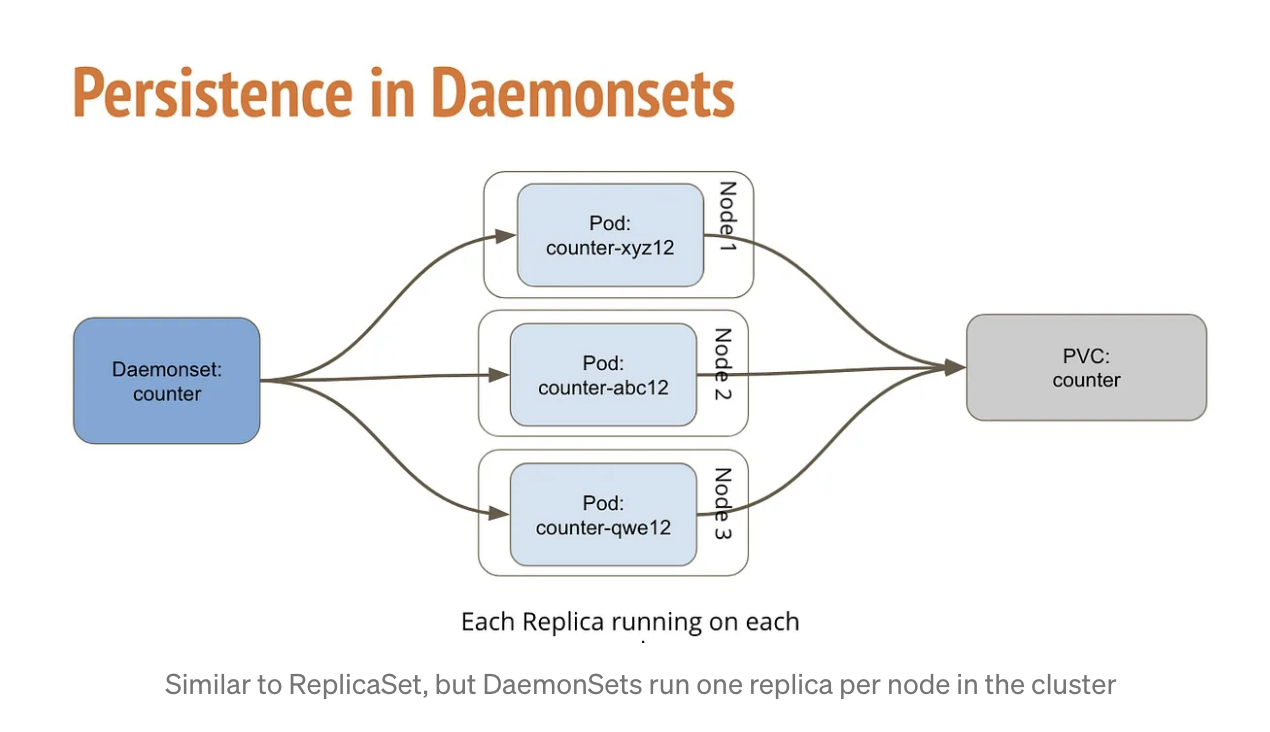 Persistence in Daemonsets
Node 1
Pod:
counter-xyz12
Daemonset:
counter
Node 2
Pod:
counter-abc12
PVC:
counter
Node 3
Pod:
counter-qwe12
Each Replica running on each
Similar to ReplicaSet, but DaemonSets run one replica per node in the cluster